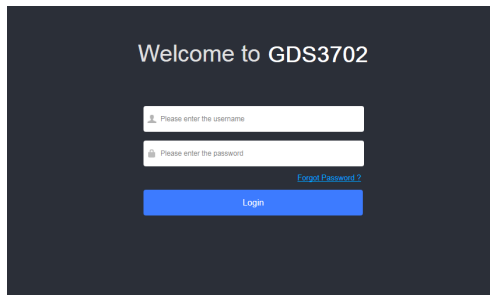 Welcome to GDS3702
Please enter the username
Please enter the password
Forgot Password ?
Login